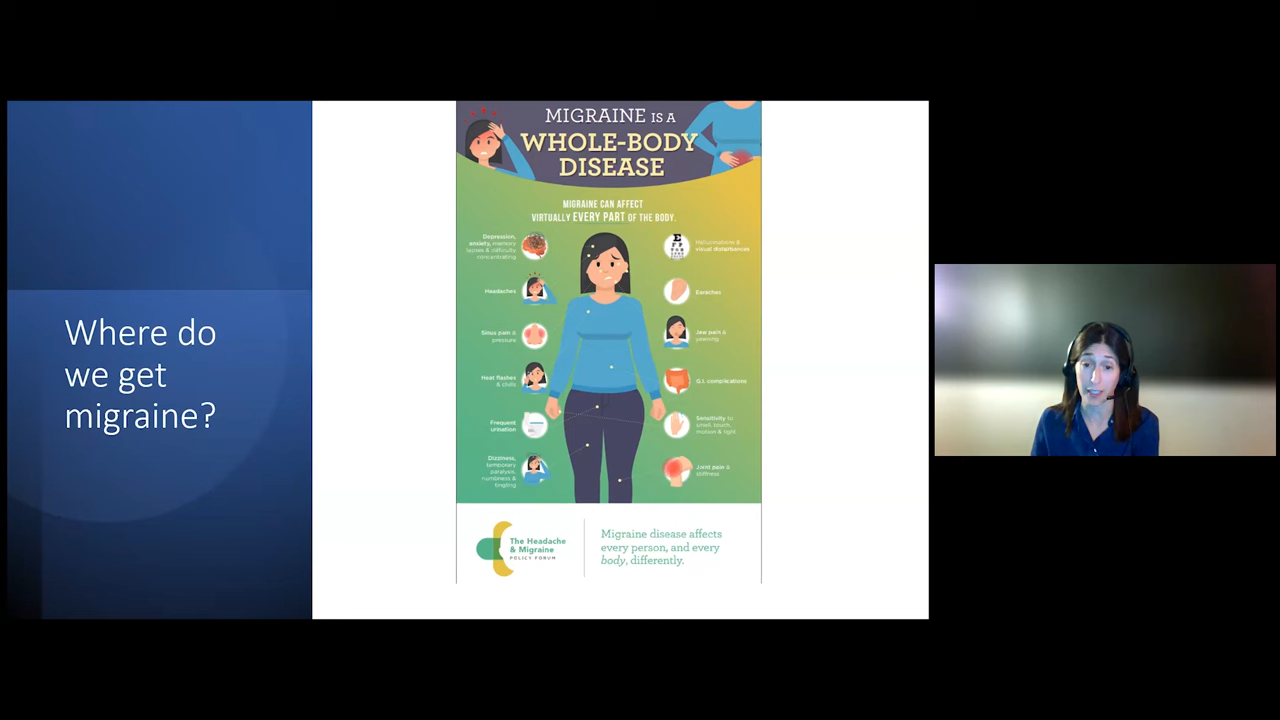 Where do
we get
migraine?
MIGRAINE IS A
WHOLE-BODY
DISEASE
MIGRAINE CAN AFFECT
VIRTUALLY EVERY PART OF THE BODY.
Depression,
anxiety, memory
lapses & difficulty
concentrating
Headaches
Sinus pain &
pressure
Heat flashes
& chills
Frequent
urination
Dizziness,
temporary
paralysis,
numbness &
tingling
Hallucinations &
visual disturbances
Earaches
Jaw pain &
yawning
G.I. complications
Sensitivity to
smell, touch,
motion & light
Joint pain &
stiffness
The Headache
& Migraine
POLICY FORUM
Migraine disease affects
every person, and every
body, differently.